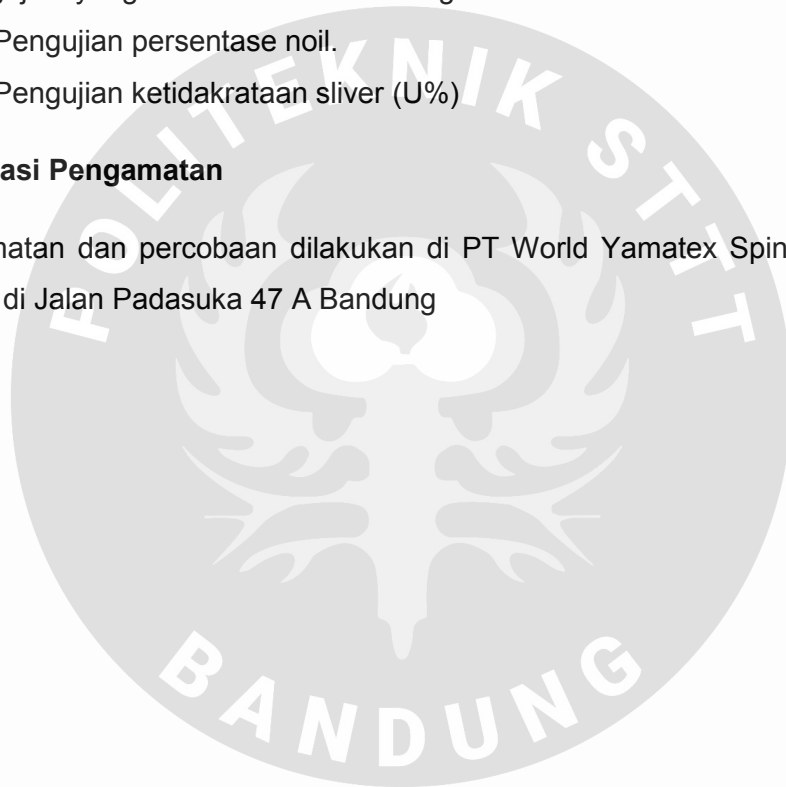 Pengujian persentase noil.
Pengujian ketidakrataan sliver (U%)
asi Pengamatan
matan dan percobaan dilakukan di PT World Yamatex Spin
di Jalan Padasuka 47 A Bandung
POLITEKNIK STTT
BANDUNG